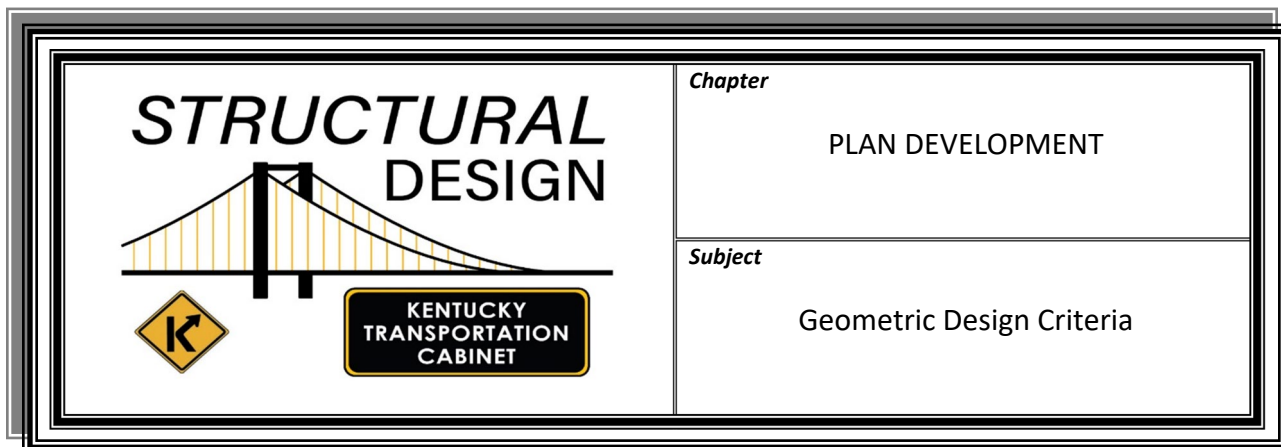 STRUCTURAL
DESIGN
KENTUCKY
TRANSPORTATION
CABINET
Chapter
PLAN DEVELOPMENT
Subject
Geometric Design Criteria